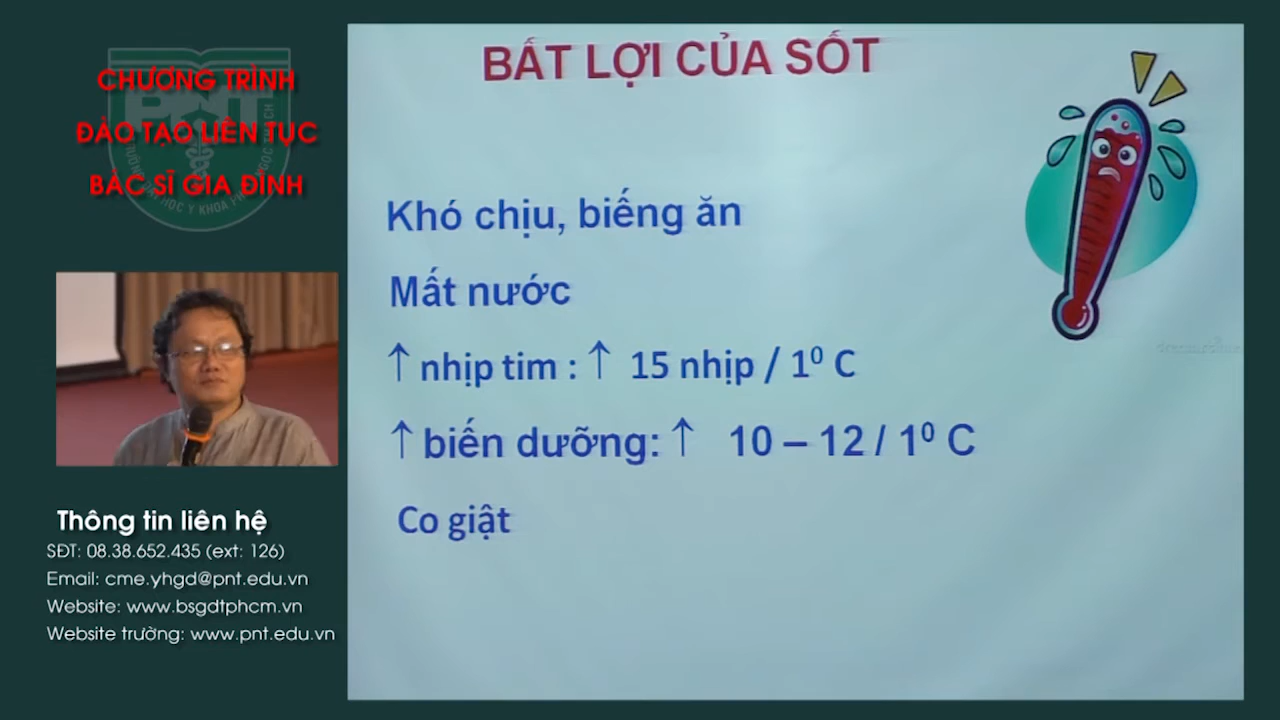 CHƯƠNG TRÌNH
ĐÀO TẠO LIÊN TỤC
BÁC SĨ GIA ĐÌNH
PNT
Thông tin liên hệ
SĐT: 08.38.652.435 (ext: 126)
Email: cme.yhgd@pnt.edu.vn
Website: www.bsgdtphcm.vn
Website trường: www.pnt.edu.vn
BẤT LỢI CỦA SỐT
Khó chịu, biếng ăn
Mất nước
↑ nhịp tim : ↑ 15 nhịp / 1⁰ C
↑ biến dưỡng: ↑ 10 – 12 / 1⁰ C
Co giật